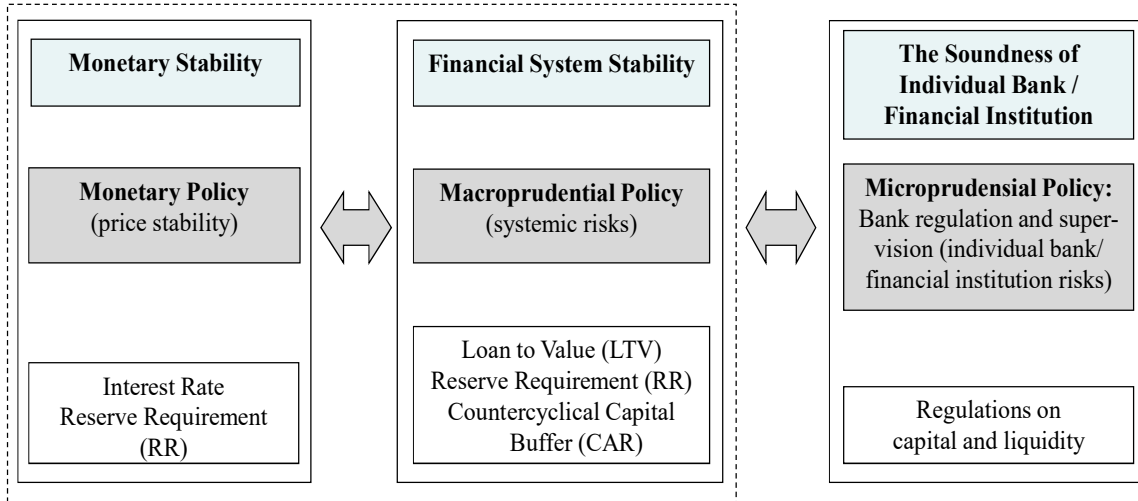 Monetary Stability
Monetary Policy
(price stability)
Interest Rate
Reserve Requirement
(RR)
Financial System Stability
Macroprudential Policy
(systemic risks)
Loan to Value (LTV)
Reserve Requirement (RR)
Countercyclical Capital
Buffer (CAR)
The Soundness of
Individual Bank /
Financial Institution
Microprudensial Policy:
Bank regulation and super-
vision (individual bank/
financial institution risks)
Regulations on
capital and liquidity